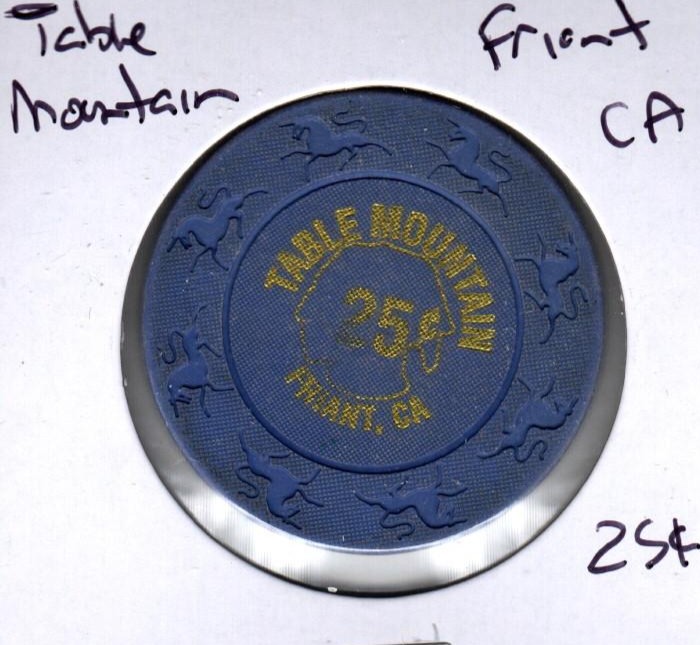 Table
Mountain
Friant
CA
TABLE MOUNTAIN
25¢
FRIANT, CA
25¢